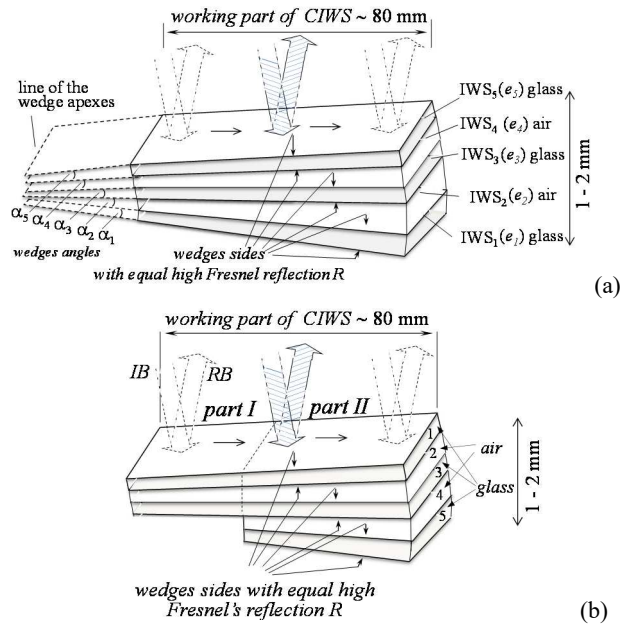 working part of CIWS ~ 80 mm
line of the
wedge apexes
IWS₅(e₅) glass
IWS₄ (e₄) air
IWS₃(e₃) glass
IWS₂(e₂) air
IWS₁(e₁) glass
1 - 2 mm
α₅ α₄ α₃ α₂ α₁
wedges angles
wedges sides
with equal high Fresnel reflection R
(a)
working part of CIWS ~ 80 mm
IB
RB
part I
part II
1
2
3
4
5
air
glass
1 - 2 mm
wedges sides with equal high
Fresnel's reflection R
(b)